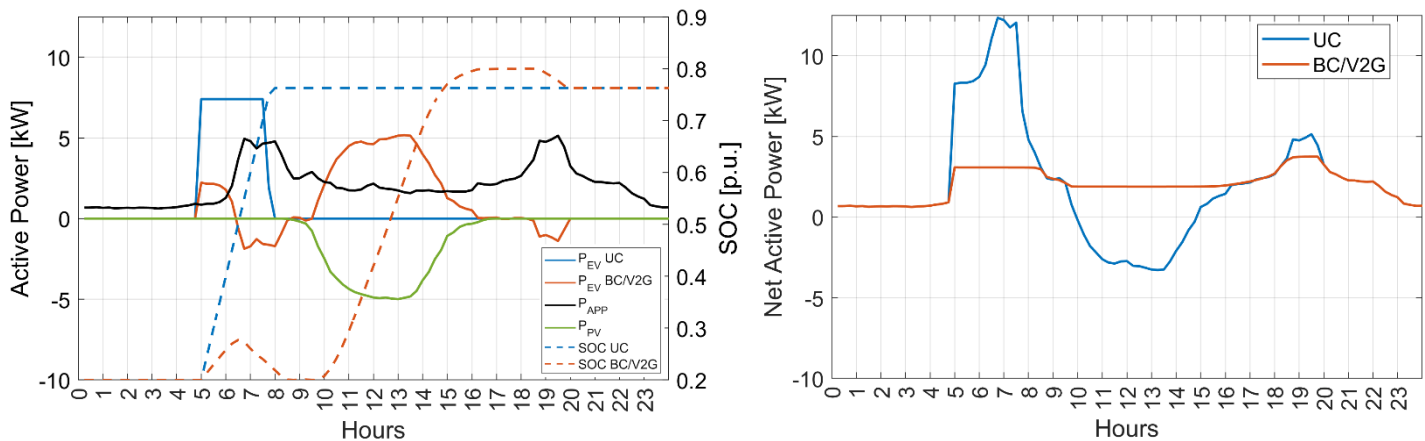 10
5
0
-5
-10
Active Power [kW]
0.9
0.8
0.7
0.6
0.5
0.4
0.3
0.2
SOC [p.u.]
P_EV UC
P_EV BC/V2G
P_APP
P_PV
SOC UC
SOC BC/V2G
0 1 2 3 4 5 6 7 8 9 10 11 12 13 14 15 16 17 18 19 20 21 22 23
Hours
10
5
0
-5
-10
Net Active Power [kW]
UC
BC/V2G
0 1 2 3 4 5 6 7 8 9 10 11 12 13 14 15 16 17 18 19 20 21 22 23
Hours